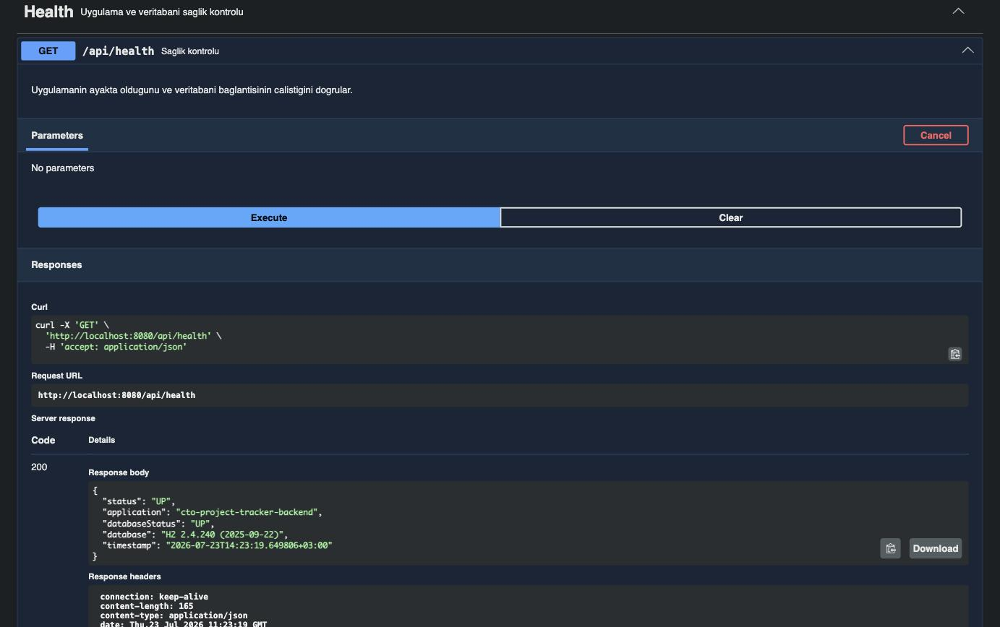 Health Uygulama ve veritabani saglik kontrolu
GET /api/health Saglik kontrolu
Uygulamanin ayakta oldugunu ve veritabani baglantisinin calistigini dogrular.
Parameters Cancel
No parameters
Execute Clear
Responses
Curl
curl -X 'GET' \
  'http://localhost:8080/api/health' \
  -H 'accept: application/json'
Request URL
http://localhost:8080/api/health
Server response
Code Details
200
Response body
{
  "status": "UP",
  "application": "cto-project-tracker-backend",
  "databaseStatus": "UP",
  "database": "H2 2.4.240 (2025-09-22)",
  "timestamp": "2026-07-23T14:23:19.649806+03:00"
}
Download
Response headers
connection: keep-alive
content-length: 165
content-type: application/json
date: Thu,23 Jul 2026 11:23:19 GMT